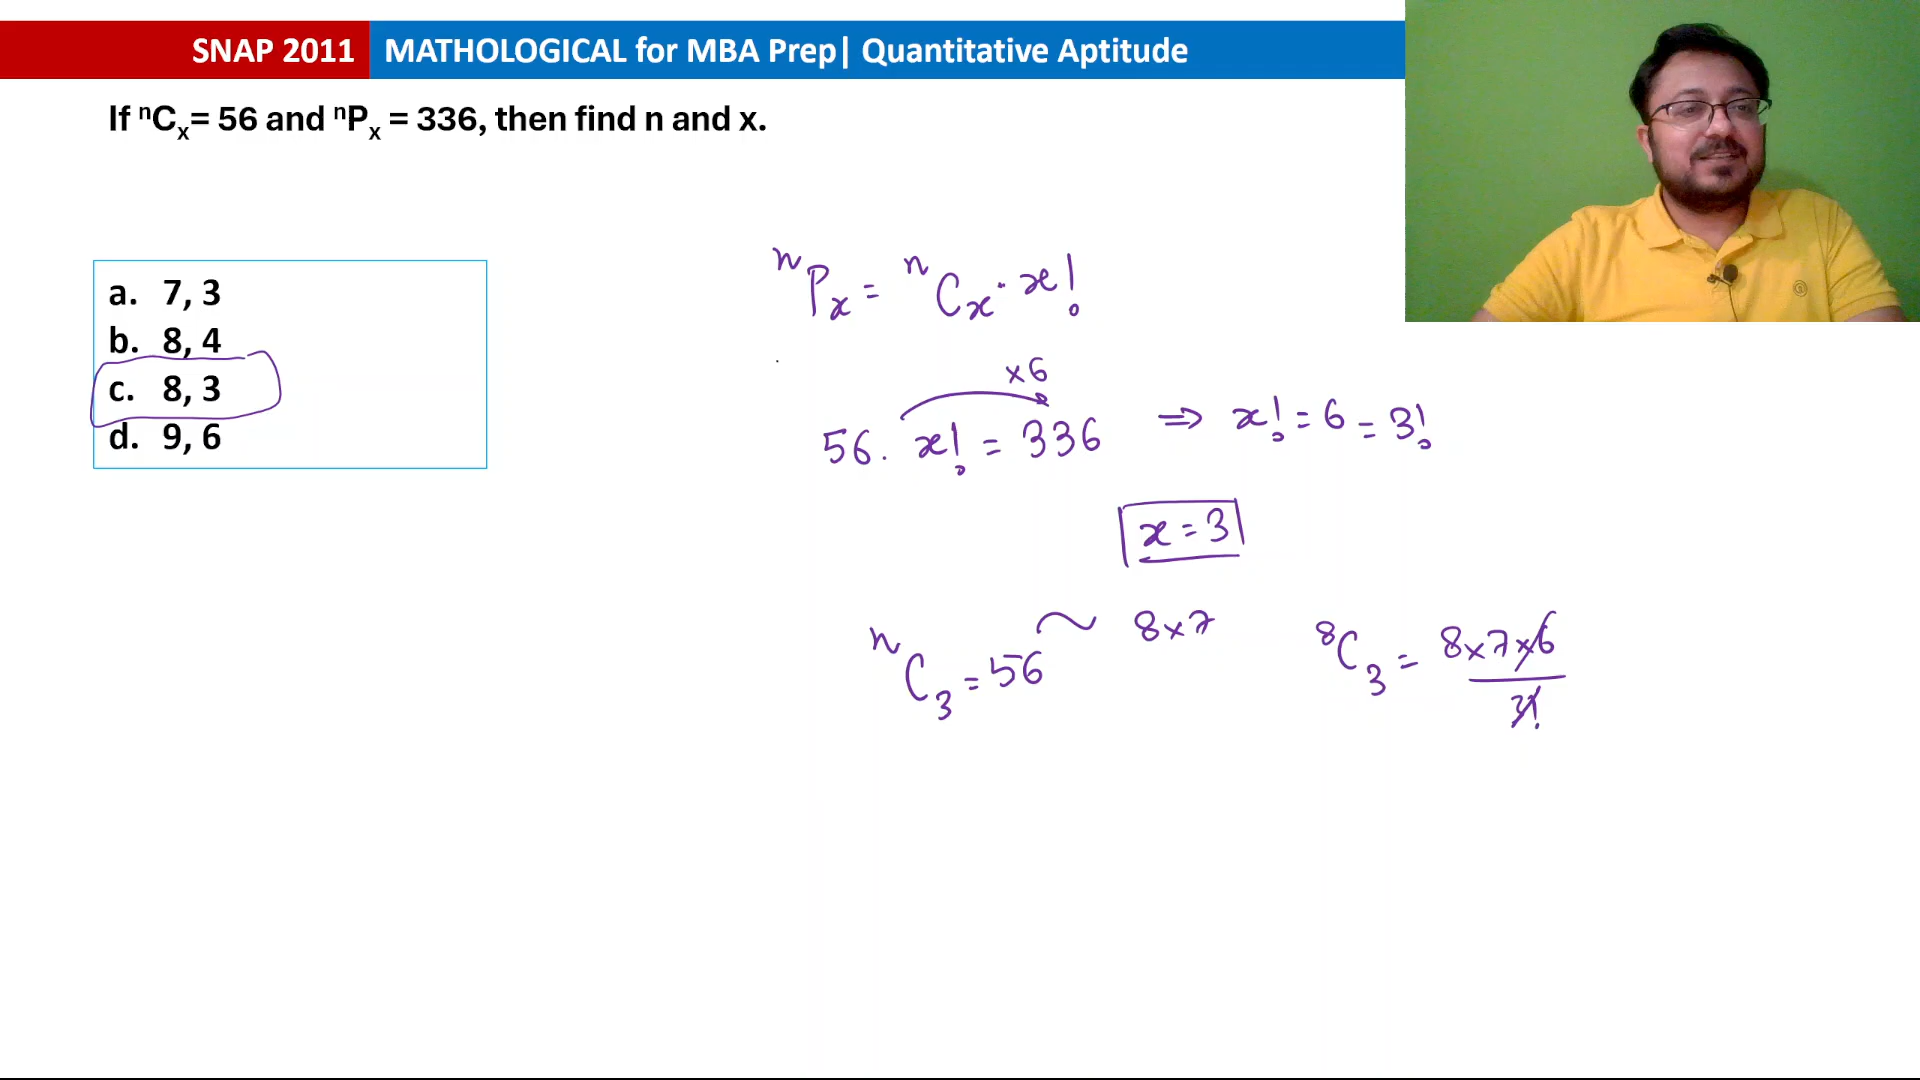 SNAP 2011 MATHOLOGICAL for MBA Prep| Quantitative Aptitude
If ⁿCₓ= 56 and ⁿPₓ = 336, then find n and x.
a. 7, 3
b. 8, 4
c. 8, 3
d. 9, 6
ⁿPₓ = ⁿCₓ · x!
×6
56. x! = 336 ⇒ x! = 6 = 3!
x = 3
ⁿC₃ = 56 8×7 ⁸C₃ = 8×7×6
3!